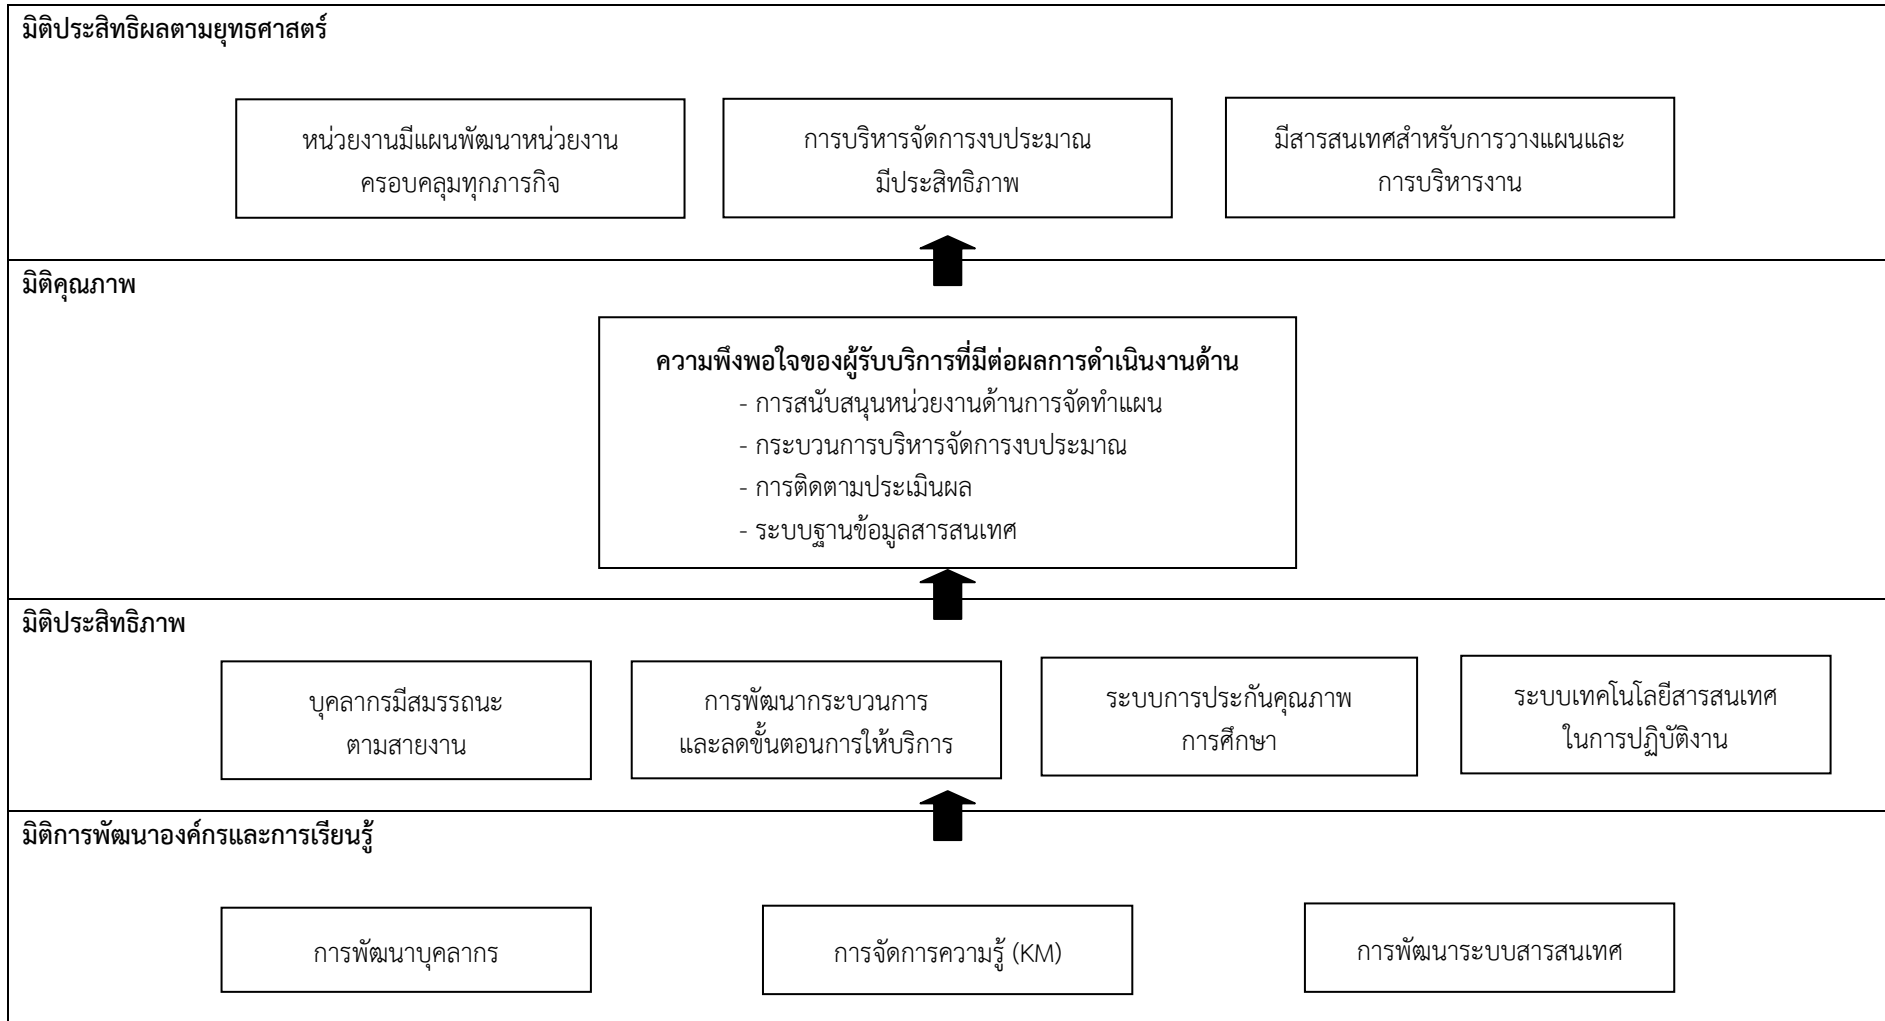 มิติประสิทธิผลตามยุทธศาสตร์
หน่วยงานมีแผนพัฒนาหน่วยงาน
ครอบคลุมทุกภารกิจ
การบริหารจัดการงบประมาณ
มีประสิทธิภาพ
มีสารสนเทศสำหรับการวางแผนและ
การบริหารงาน
มิติคุณภาพ
ความพึงพอใจของผู้รับบริการที่มีต่อผลการดำเนินงานด้าน
- การสนับสนุนหน่วยงานด้านการจัดทำแผน
- กระบวนการบริหารจัดการงบประมาณ
- การติดตามประเมินผล
- ระบบฐานข้อมูลสารสนเทศ
มิติประสิทธิภาพ
บุคลากรมีสมรรถนะ
ตามสายงาน
การพัฒนากระบวนการ
และลดขั้นตอนการให้บริการ
ระบบการประกันคุณภาพ
การศึกษา
ระบบเทคโนโลยีสารสนเทศ
ในการปฏิบัติงาน
มิติการพัฒนาองค์กรและการเรียนรู้
การพัฒนาบุคลากร
การจัดการความรู้ (KM)
การพัฒนาระบบสารสนเทศ